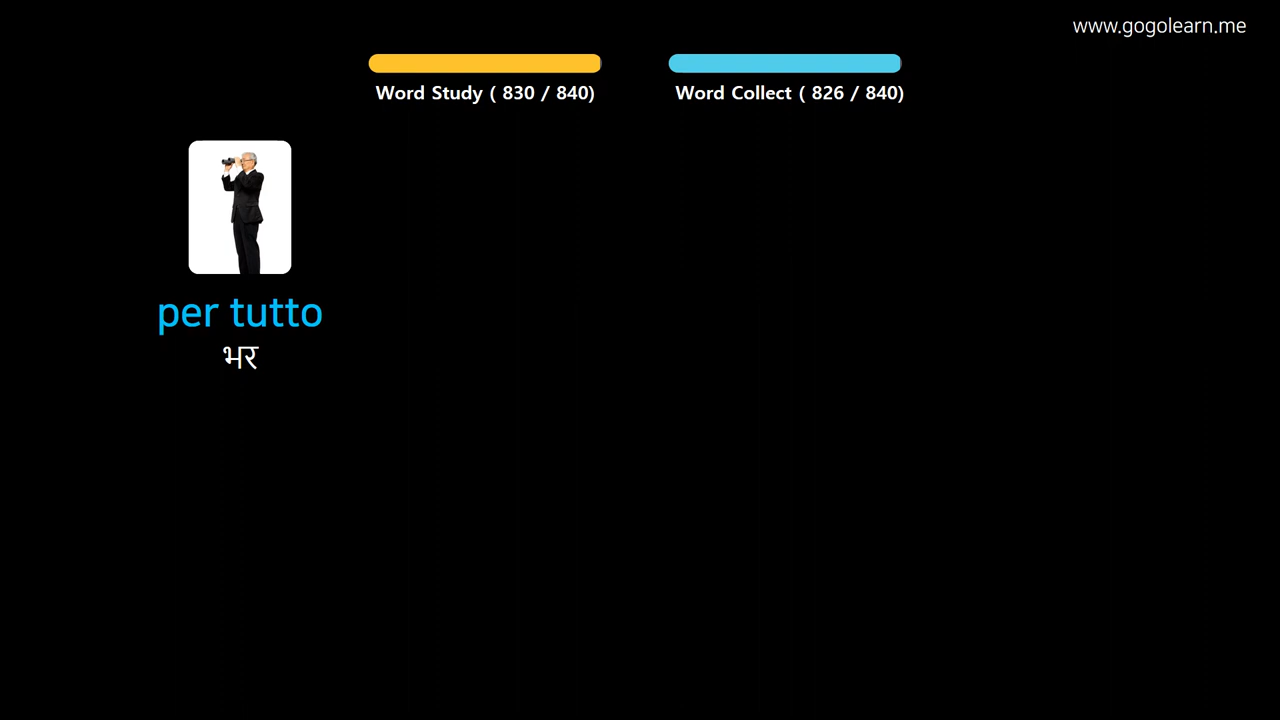 www.gogolearn.me
Word Study ( 830 / 840)
Word Collect ( 826 / 840)
per tutto
भर